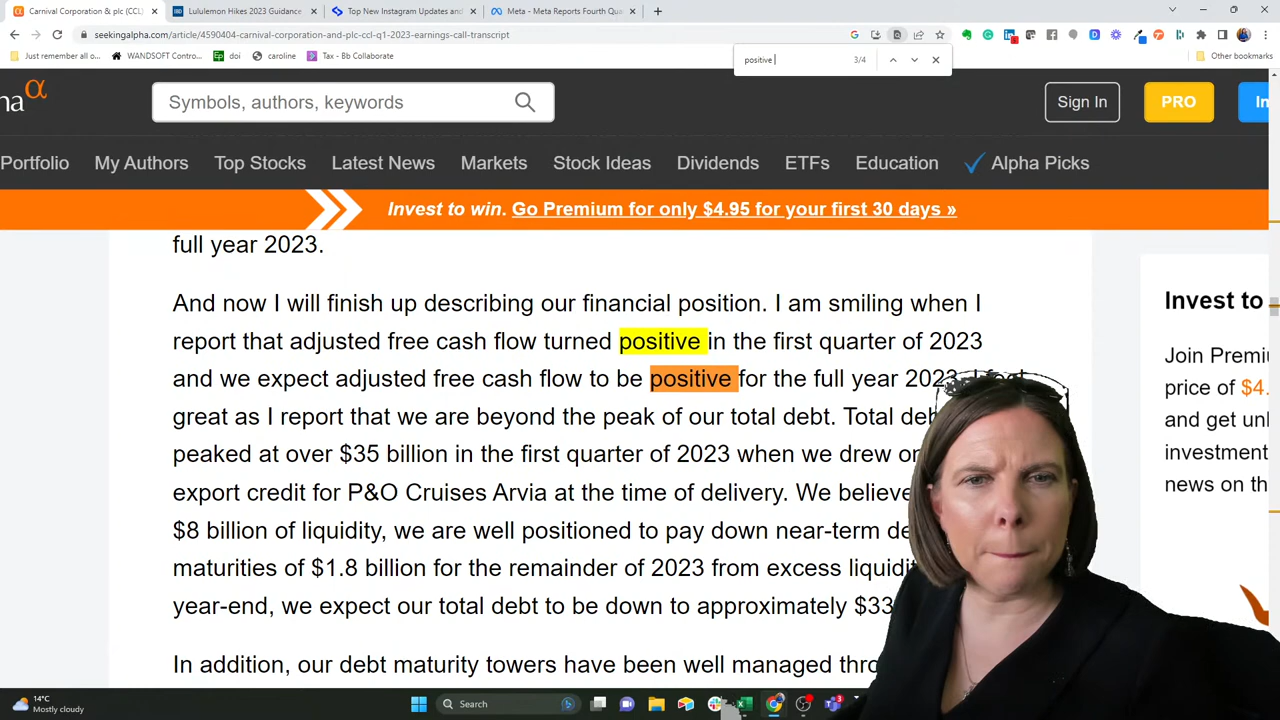 Carnival Corporation & plc (CCL)
Lululemon Hikes 2023 Guidance
Top New Instagram Updates and
Meta - Meta Reports Fourth Qua
seekingalpha.com/article/4590404-carnival-corporation-and-plc-ccl-q1-2023-earnings-call-transcript
Just remember all o...
WANDSOFT Contro...
doi
caroline
Tax - Bb Collaborate
Other bookmarks
positive
3/4
ha α
Symbols, authors, keywords
Sign In
PRO
In
Portfolio
My Authors
Top Stocks
Latest News
Markets
Stock Ideas
Dividends
ETFs
Education
Alpha Picks
Invest to win. Go Premium for only $4.95 for your first 30 days »
full year 2023.
And now I will finish up describing our financial position. I am smiling when I
report that adjusted free cash flow turned positive in the first quarter of 2023
and we expect adjusted free cash flow to be positive for the full year 2023. I feel
great as I report that we are beyond the peak of our total debt. Total deb
peaked at over $35 billion in the first quarter of 2023 when we drew on
export credit for P&O Cruises Arvia at the time of delivery. We believe
$8 billion of liquidity, we are well positioned to pay down near-term de
maturities of $1.8 billion for the remainder of 2023 from excess liquidi
year-end, we expect our total debt to be down to approximately $33
In addition, our debt maturity towers have been well managed thro
Invest to
Join Premiu
price of $4.
and get unl
investment
news on th
14°C
Mostly cloudy
Search